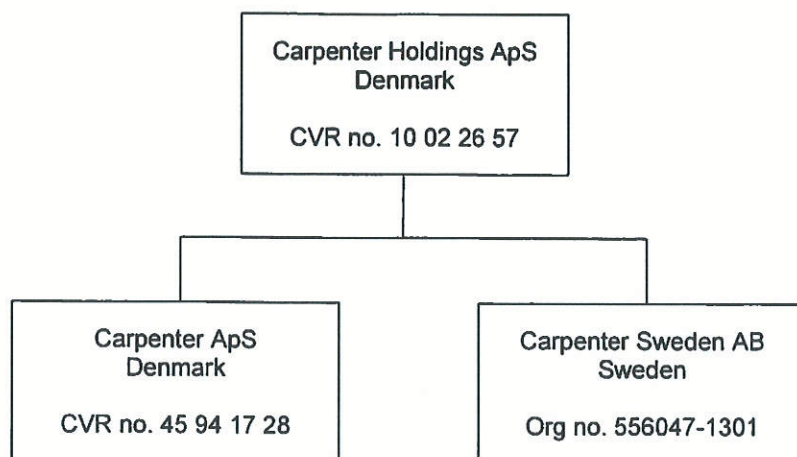 Carpenter Holdings ApS
Denmark
CVR no. 10 02 26 57
Carpenter ApS
Denmark
CVR no. 45 94 17 28
Carpenter Sweden AB
Sweden
Org no. 556047-1301